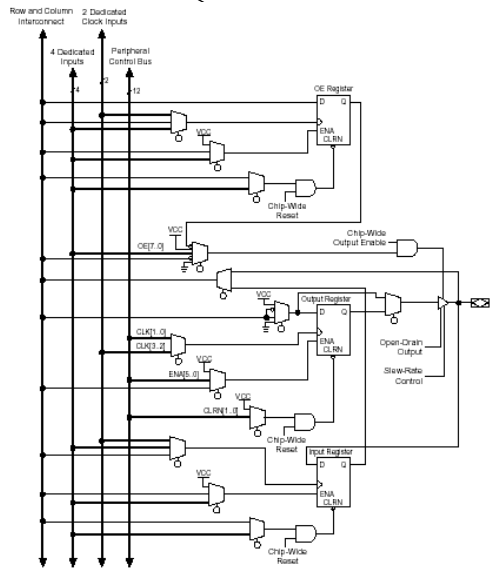 Row and Column
Interconnect
2 Dedicated
Clock Inputs
4 Dedicated
Inputs
Peripheral
Control Bus
2
4
12
OE Register
D Q
ENA
CLRN
VCC
Chip-Wide
Reset
VCC
OE[7..0]
Chip-Wide
Output Enable
VCC
Output Register
D Q
ENA
CLRN
CLK[1..0]
CLK[3..2]
VCC
ENA[5..0]
VCC
CLRN[1..0]
Chip-Wide
Reset
Open-Drain
Output
Slew-Rate
Control
Input Register
D Q
ENA
CLRN
VCC
Chip-Wide
Reset